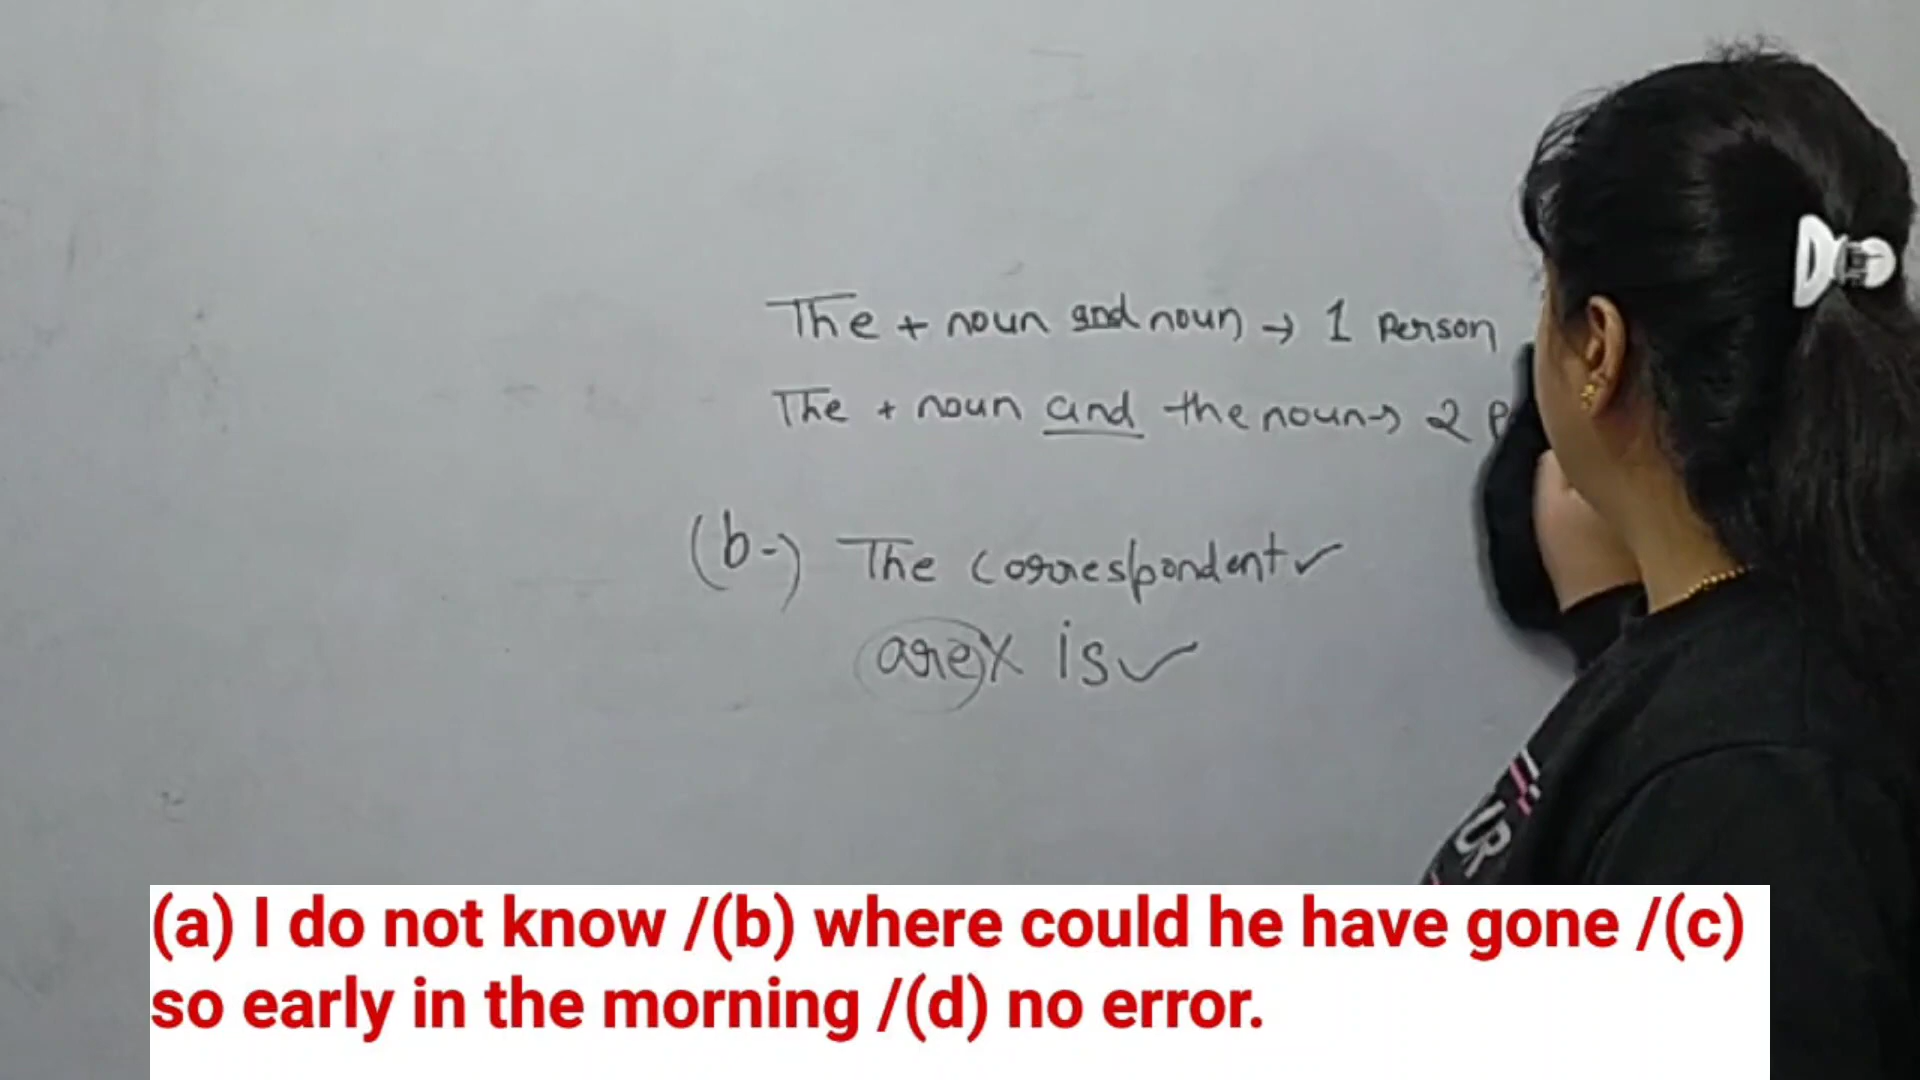 The + noun and noun → 1 person
The + noun and the noun → 2
(b-) The correspondent ✓
are X is ✓
UR
(a) I do not know /(b) where could he have gone /(c)
so early in the morning /(d) no error.